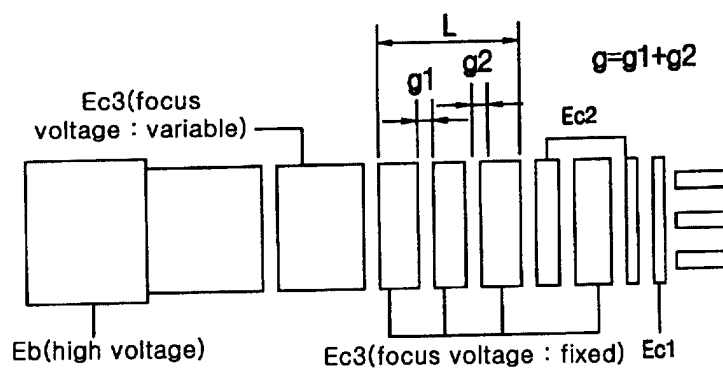 L
g1
g2
g=g1+g2
Ec3(focus
voltage : variable)
Ec2
Eb(high voltage)
Ec3(focus voltage : fixed)
Ec1